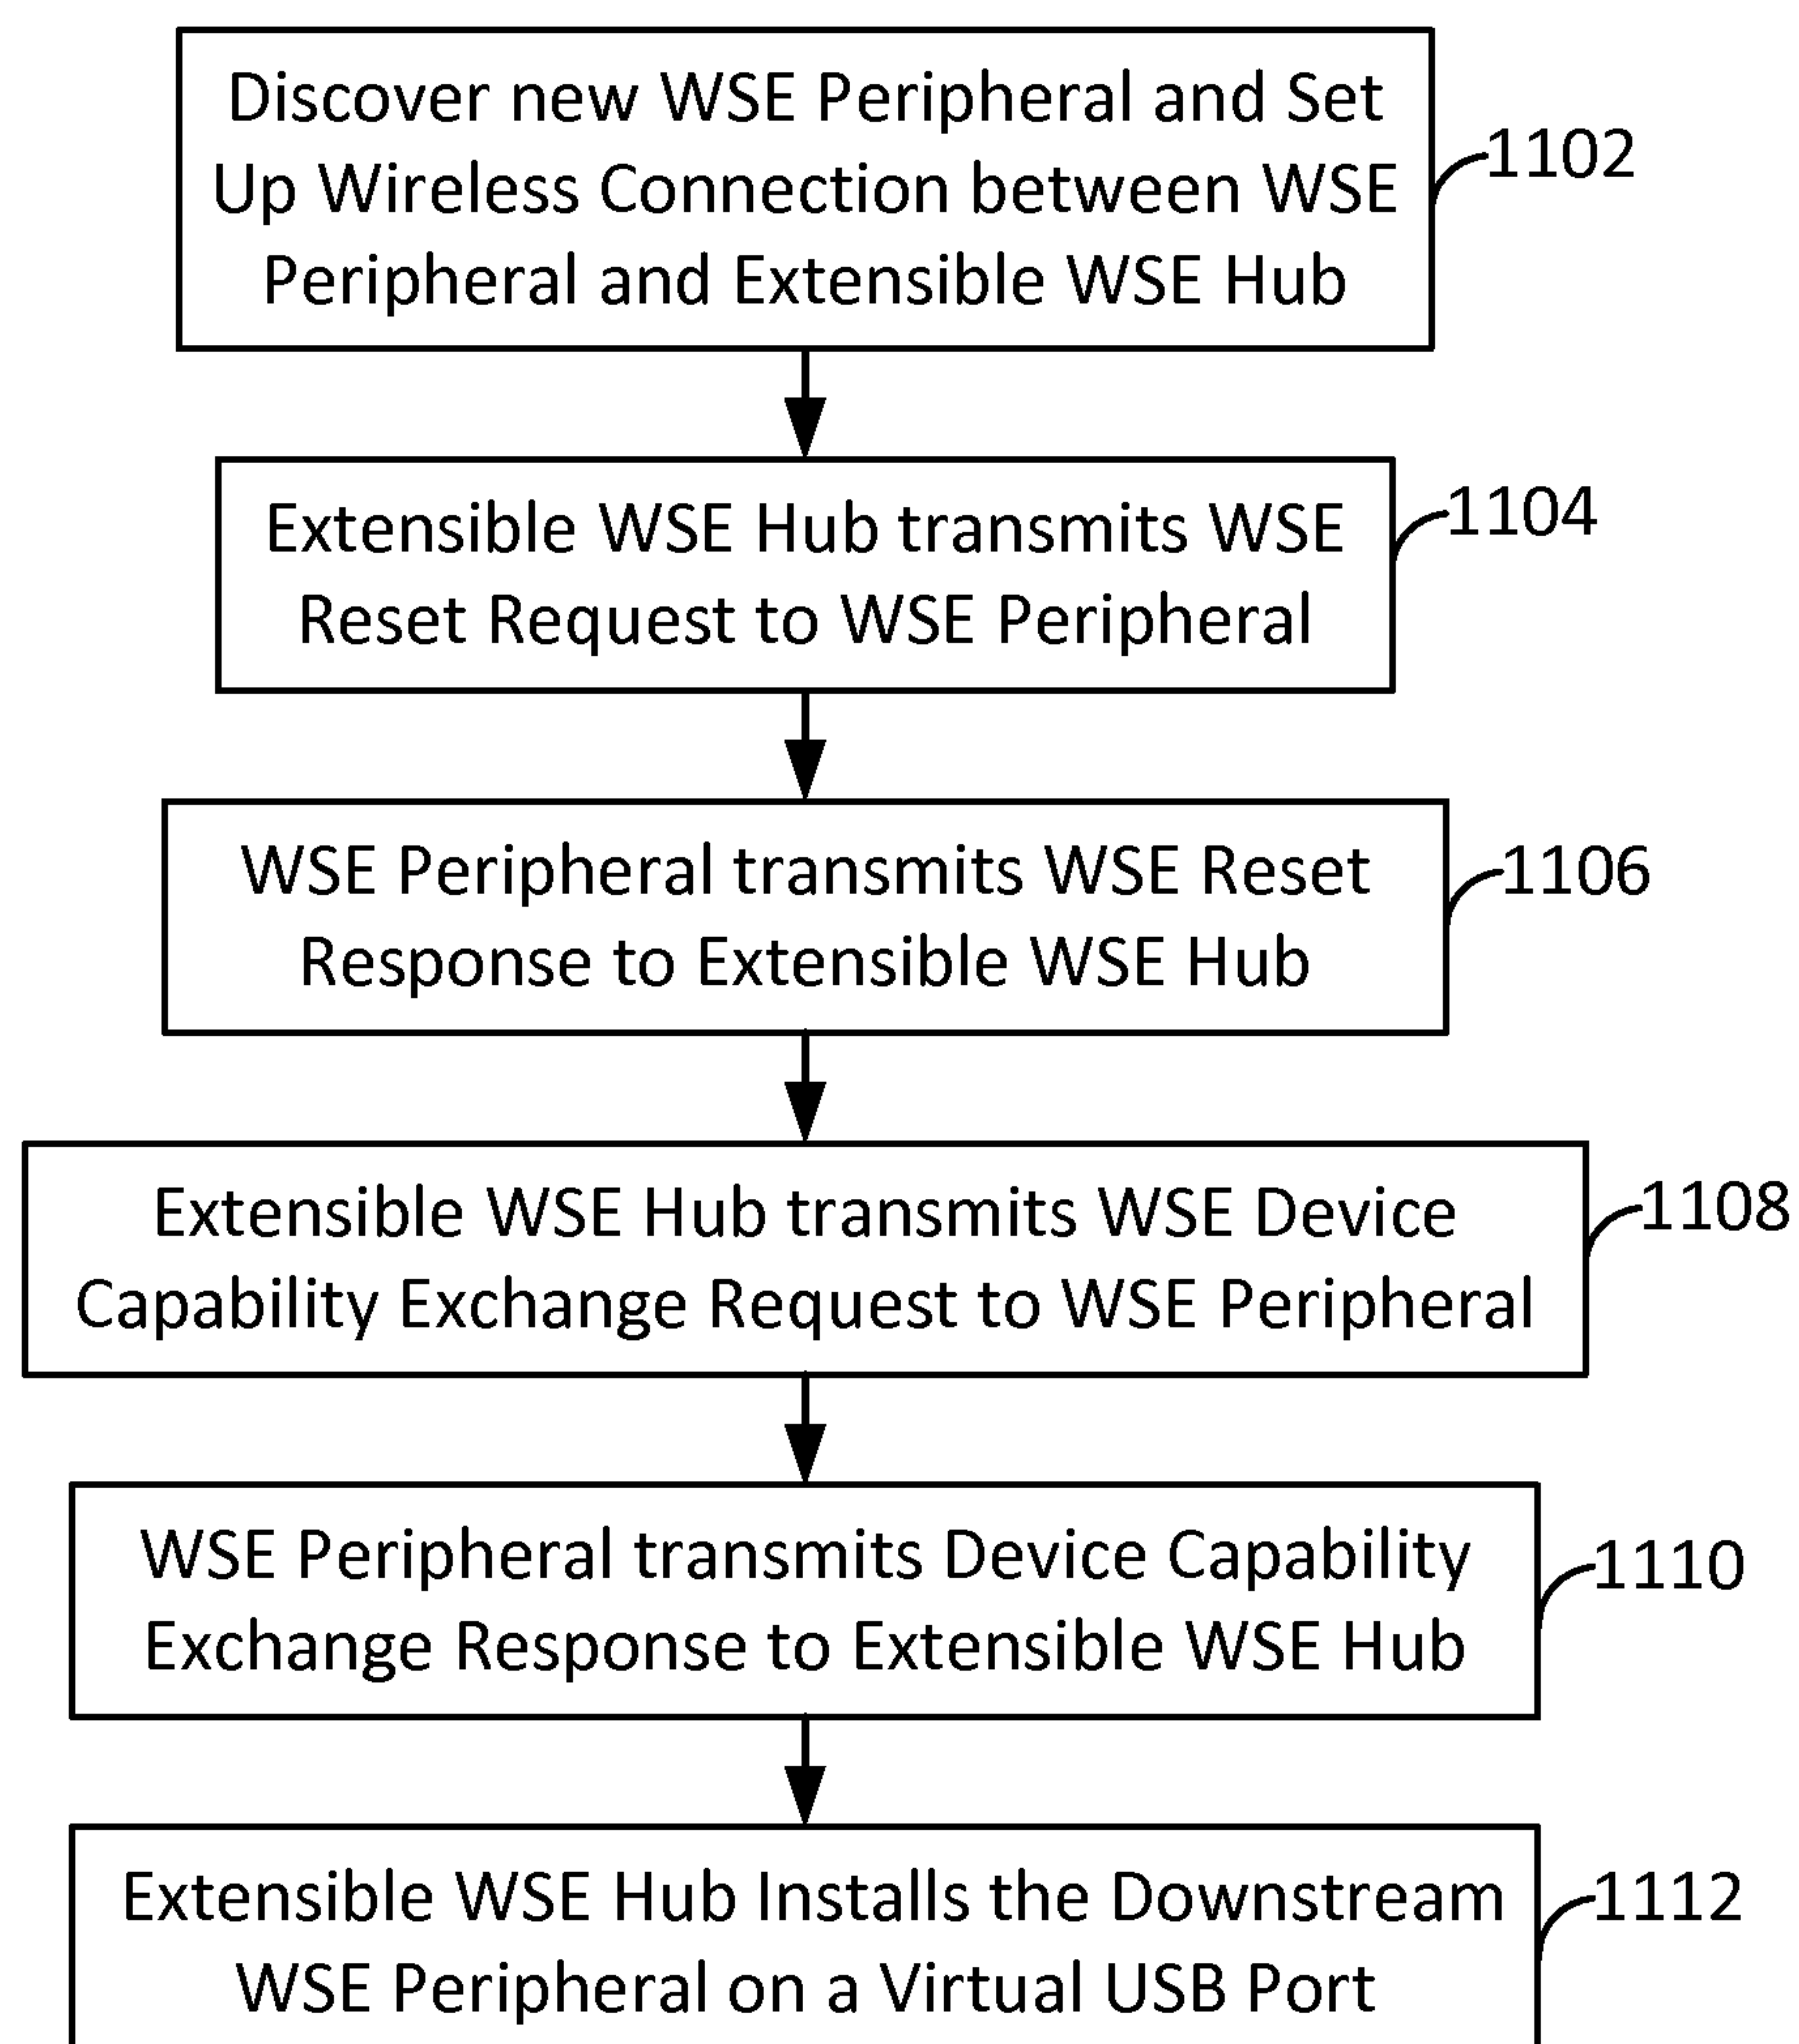 Discover new WSE Peripheral and Set
Up Wireless Connection between WSE
Peripheral and Extensible WSE Hub
1102
Extensible WSE Hub transmits WSE
Reset Request to WSE Peripheral
1104
WSE Peripheral transmits WSE Reset
Response to Extensible WSE Hub
1106
Extensible WSE Hub transmits WSE Device
Capability Exchange Request to WSE Peripheral
1108
WSE Peripheral transmits Device Capability
Exchange Response to Extensible WSE Hub
1110
Extensible WSE Hub Installs the Downstream
WSE Peripheral on a Virtual USB Port
1112